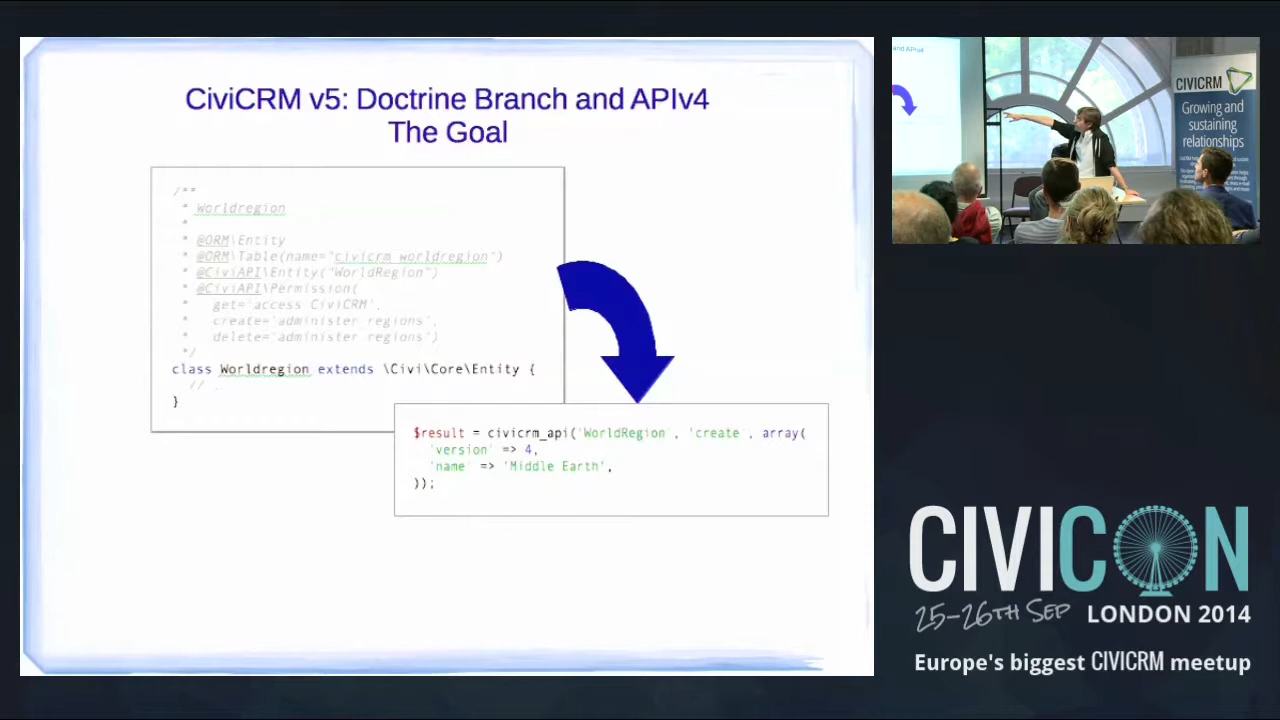 CiviCRM v5: Doctrine Branch and APIv4
The Goal
/**
* Worldregion
*
* @ORM\Entity
* @ORM\Table(name="civicrm_worldregion")
* @CiviAPI\Entity("WorldRegion")
* @CiviAPI\Permission(
* get='access CiviCRM',
* create='administer regions',
* delete='administer regions')
*/
class Worldregion extends \Civi\Core\Entity {
// ...
}
$result = civicrm_api('WorldRegion', 'create', array(
'version' => 4,
'name' => 'Middle Earth',
));
and APIv4
CIVICRM
Growing and
sustaining
relationships
CIVICON
25-26TH SEP LONDON 2014
Europe's biggest CIVICRM meetup